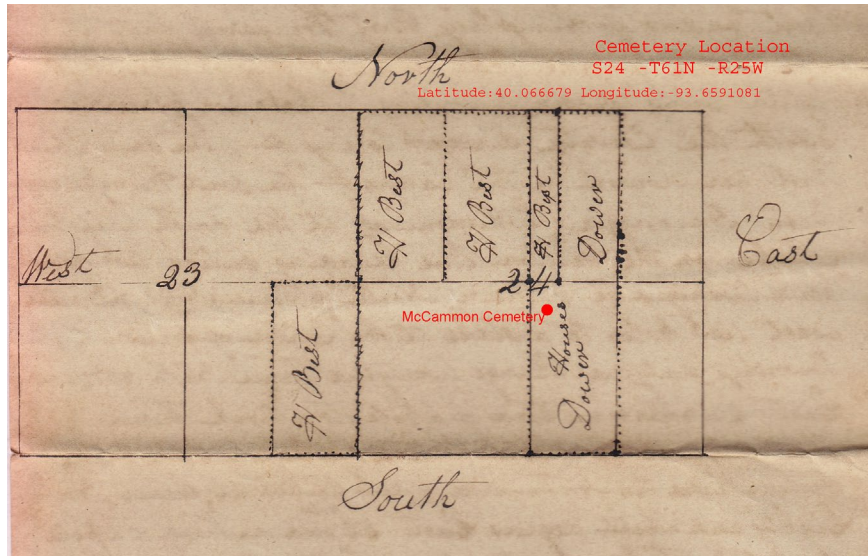 Cemetery Location
S24 -T61N -R25W
Latitude:40.066679 Longitude:-93.6591081
North
H Best
H Best
H Best
Dower
West
23
24
East
McCammon Cemetery
H Best
Houses
Dower
South